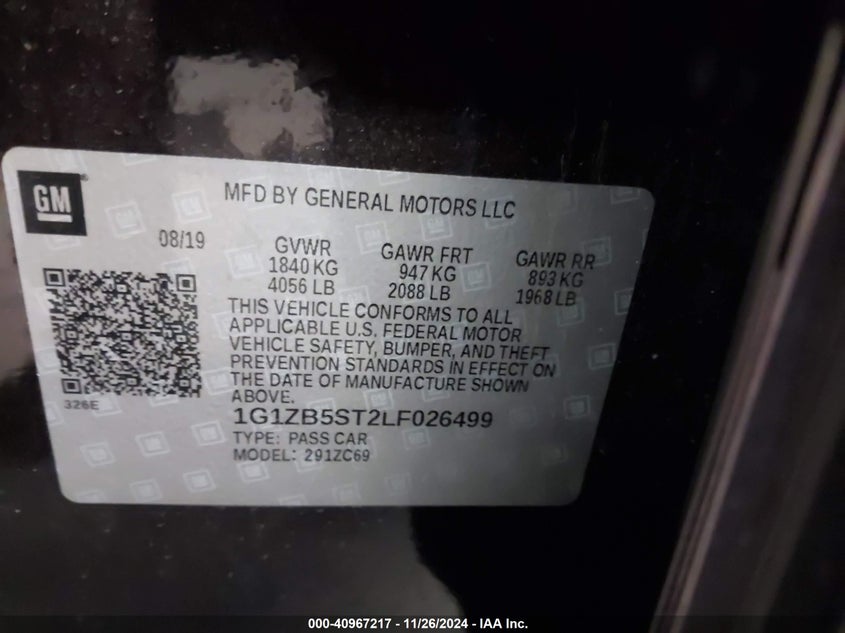 GM
MFD BY GENERAL MOTORS LLC
08/19
GVWR
1840 KG
4056 LB
GAWR FRT
947 KG
2088 LB
GAWR RR
893 KG
1968 LB
THIS VEHICLE CONFORMS TO ALL
APPLICABLE U.S. FEDERAL MOTOR
VEHICLE SAFETY, BUMPER, AND THEFT
PREVENTION STANDARDS IN EFFECT ON
THE DATE OF MANUFACTURE SHOWN
ABOVE.
326E
1G1ZB5ST2LF026499
TYPE: PASS CAR
MODEL: 291ZC69
000-40967217 - 11/26/2024 - IAA Inc.